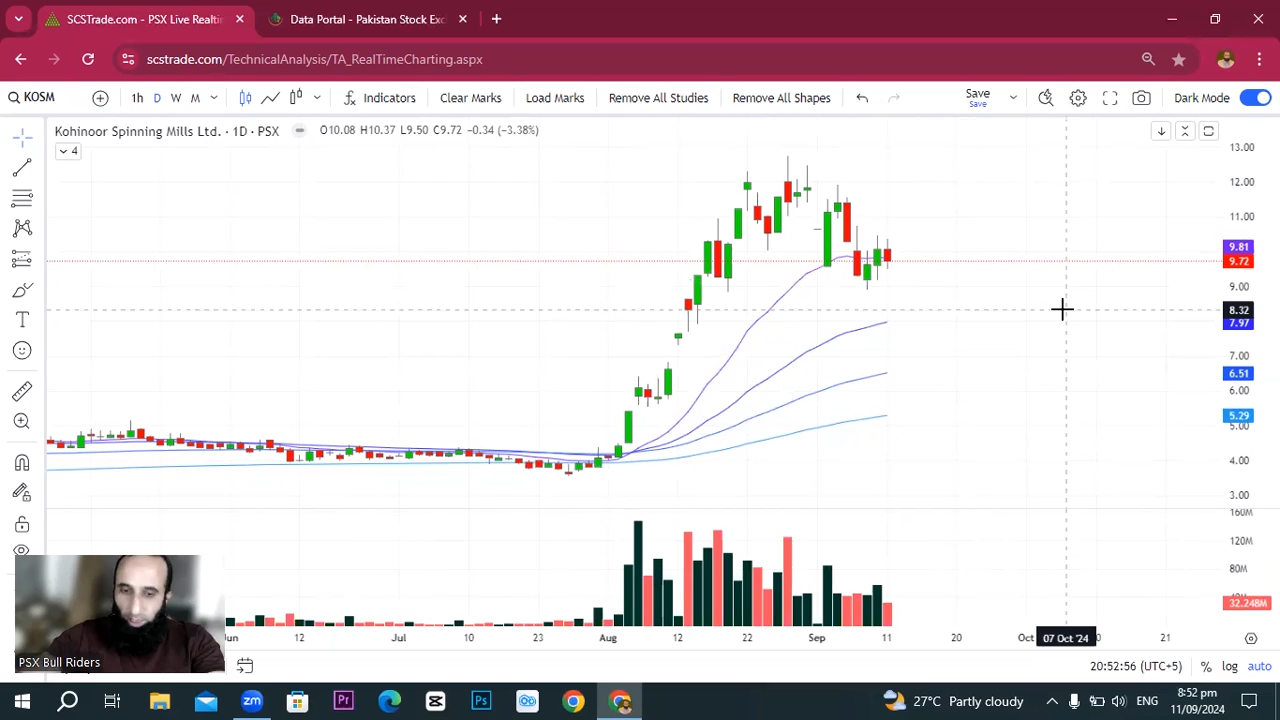 SCSTrade.com - PSX Live Realti
Data Portal - Pakistan Stock Exc
scstrade.com/TechnicalAnalysis/TA_RealTimeCharting.aspx
KOSM
1h D W M
Indicators
Clear Marks
Load Marks
Remove All Studies
Remove All Shapes
Save
Save
Dark Mode
Kohinoor Spinning Mills Ltd. · 1D · PSX
O10.08 H10.37 L9.50 C9.72 -0.34 (-3.38%)
4
13.00
12.00
11.00
9.81
9.72
9.00
8.32
7.97
7.00
6.51
6.00
5.29
5.00
4.00
3.00
160M
120M
80M
32.248M
Jun 12 Jul 10 23 Aug 12 22 Sep 11 20 Oct 07 Oct '24 21
PSX Bull Riders
20:52:56 (UTC+5) % log auto
zm
Pr
Ps
27°C Partly cloudy
ENG
8:52 pm
11/09/2024